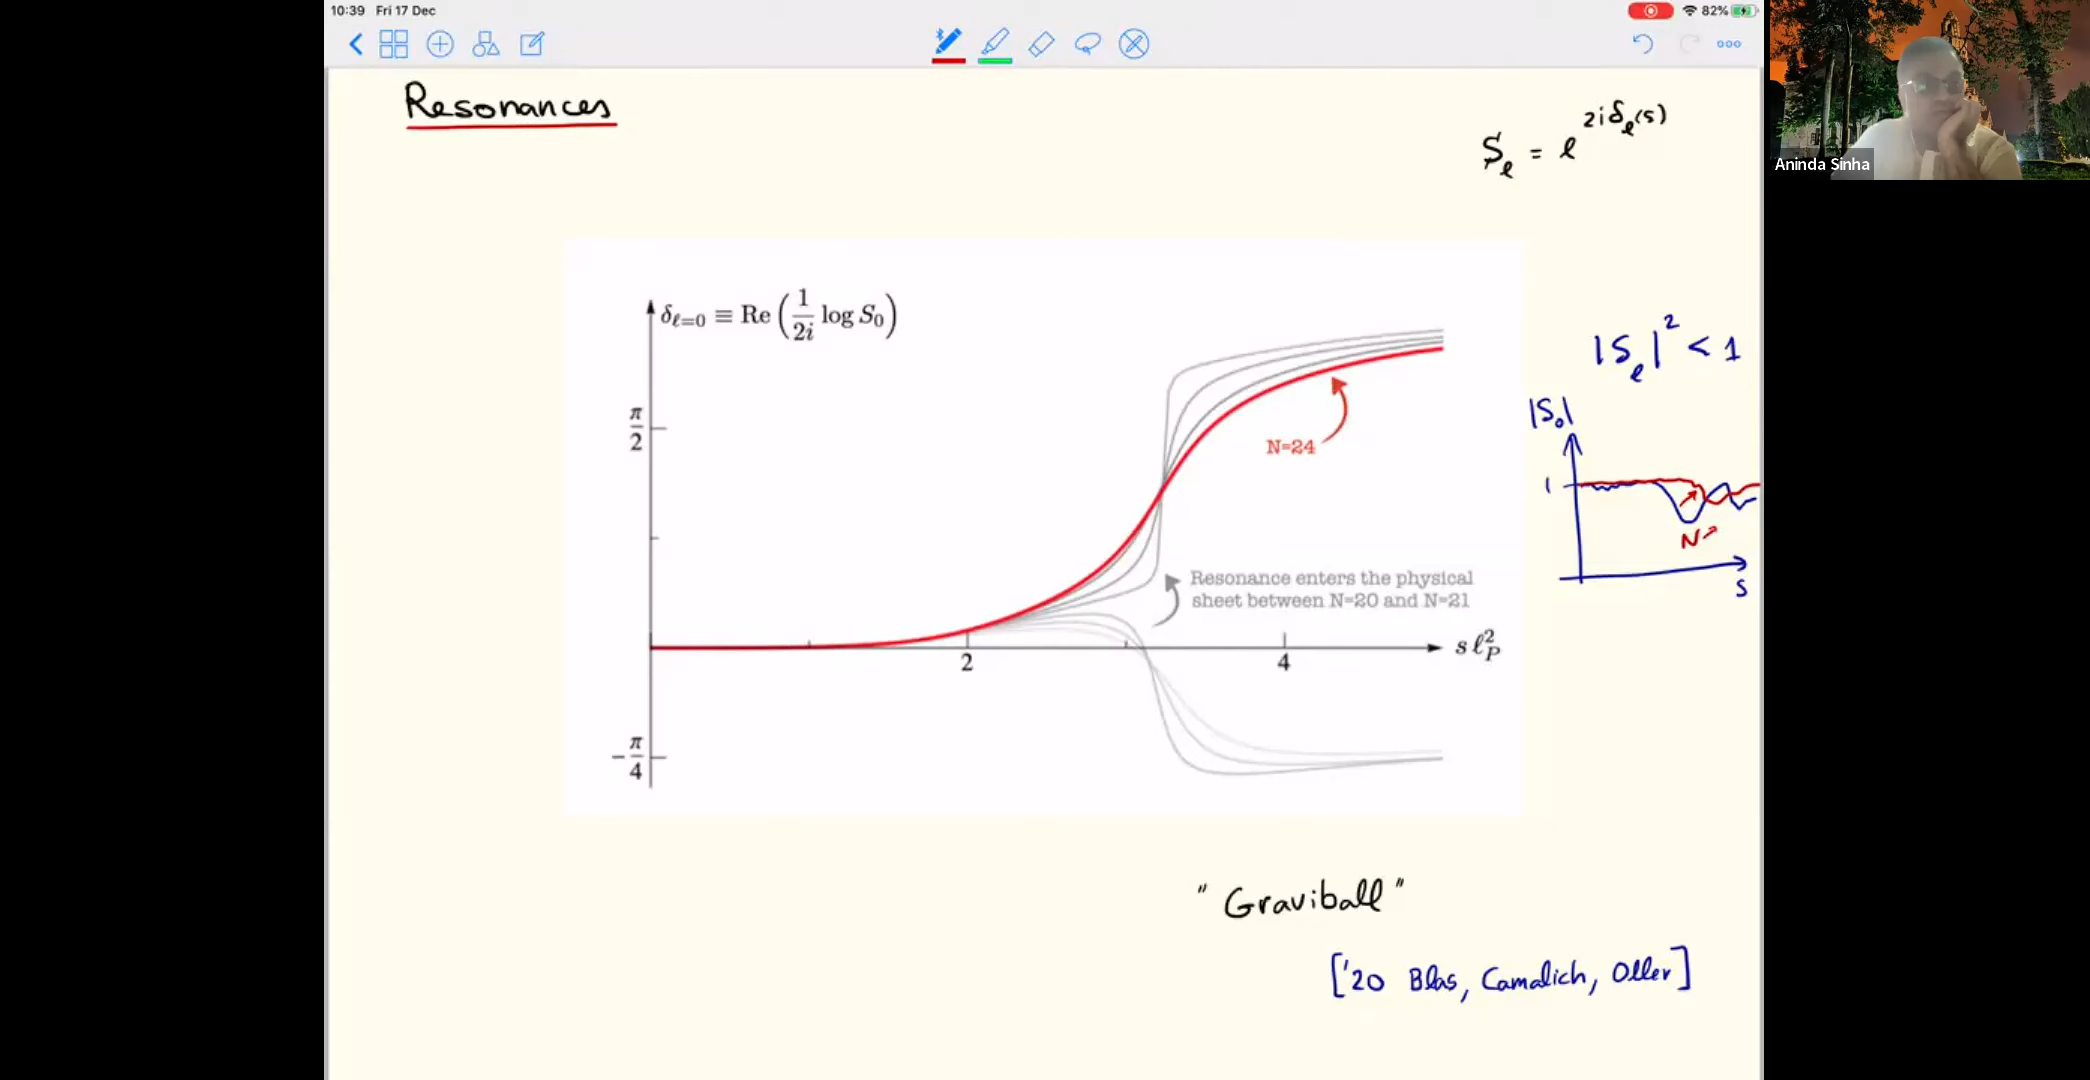 10:39 Fri 17 Dec
82%
Resonances
S_ℓ = e^{2iδ_ℓ(s)}
Aninda Sinha
δ_{ℓ=0} ≡ Re (1/2i log S_0)
|S_ℓ|^2 < 1
π/2
N=24
|S_0|
1
N↗
s
Resonance enters the physical
sheet between N=20 and N=21
2
4
s ℓ_P^2
-π/4
"Graviball"
['20 Blas, Camalich, Oller]